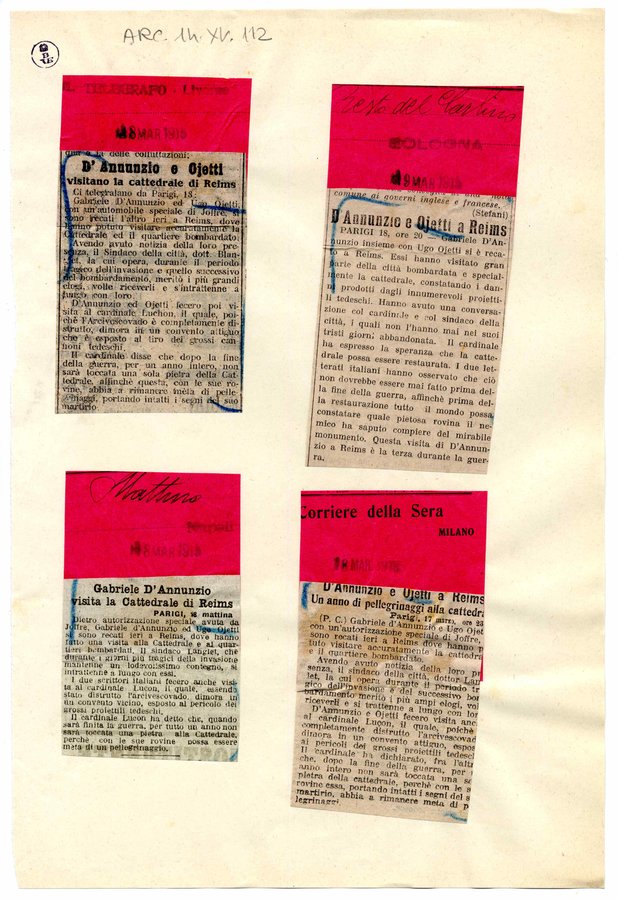 ARC. 14. XV. 112
IL TELEGRAFO - Livorno
18 MAR 1915
due o la delle confutazioni.
D'Annunzio e Ojetti
visitano la cattedrale di Reims
Ci telegrafano da Parigi, 18:
Gabriele D'Annunzio ed Ugo Ojetti,
con un'automobile speciale di Joffre, si
sono recati l'altro ieri a Reims, dove
hanno potuto visitare accuratamente la
Cattedrale ed il quartiere bombardato.
Avendo avuto notizia della loro pre-
senza, il Sindaco della città, dott. Blan-
glet, la cui opera, durante il periodo
tragico dell'invasione e quello successivo
del bombardamento, meritò i più grandi
elogi, volle riceverli e s'intrattenne a
lungo con loro.
D'Annunzio ed Ojetti fecero poi vi-
sita al cardinale Luchon, il quale, poi-
chè l'Arcivescovado è completamente di-
strutto, dimora in un convento attiguo
che è esposto al tiro dei grossi can-
noni tedeschi.
Il cardinale disse che dopo la fine
della guerra, per un anno intero, non
sarà toccata una sola pietra della Cat-
tedrale, affinchè questa, con le sue ro-
vine, abbia a rimanere mèta di pelle-
grinaggi, portando intatti i segni del suo
martirio
Resto del Carlino
BOLOGNA
19 MAR 1915
comune ai governi inglese e francese.
(Stefani)
D'Annunzio e Ojetti a Reims
PARIGI 18, ore 20 — Gabriele D'An-
nunzio insieme con Ugo Ojetti si è reca-
to a Reims. Essi hanno visitato gran
parte della città bombardata e special-
mente la cattedrale, constatando i dan-
ni prodotti dagli innumerevoli proietti-
li tedeschi. Hanno avuto una conversa-
zione col cardinale e col sindaco della
città, i quali non l'hanno mai nei suoi
tristi giorni abbandonata. Il cardinale
ha espresso la speranza che la catte-
drale possa essere restaurata. I due let-
terati italiani hanno osservato che ciò
non dovrebbe essere mai fatto prima del-
la fine della guerra, affinchè prima del-
la restaurazione tutto il mondo possa
constatare quale pietosa rovina il ne-
mico ha saputo compiere del mirabile
monumento. Questa visita di D'Annun-
zio a Reims è la terza durante la guer-
ra.
Mattino
Napoli
18 MAR 1915
Gabriele D'Annunzio
visita la Cattedrale di Reims
PARIGI, 18 mattina
Dietro autorizzazione speciale avuta da
Joffre, Gabriele D'Annunzio ed Ugo Ojetti
si sono recati ieri a Reims, dove hanno
fatto una visita alla Cattedrale e al quar-
tiere bombardati. Il sindaco Langlet, che
durante i giorni più tragici della invasione
mantenne un lodevolissimo contegno, si
intrattenne a lungo con essi.
I due scrittori italiani fecero anche visi-
ta al cardinale Lucon, il quale, essendo
stato distrutto l'arcivescovado, dimora in
un convento vicino, esposto al pericolo dei
grossi proiettili tedeschi.
Il cardinale Lucon ha detto che, quando
sarà finita la guerra, per tutto un anno non
sarà toccata una pietra alla Cattedrale,
perchè con le sue rovine possa essere
meta di un pellegrinaggio.
Corriere della Sera
MILANO
18 MAR. 1915
D'Annunzio e Ojetti a Reims
Un anno di pellegrinaggi alla cattedra
Parigi, 17 marzo, ore 23
(P. C.) Gabriele d'Annunzio e Ugo Ojet
con un'autorizzazione speciale di Joffre,
sono recati ieri a Reims dove hanno p
tuto visitare accuratamente la cattedr
e il quartiere bombardato.
Avendo avuto notizia della loro pr
senza, il sindaco della città, dottor Lan
let, la cui opera durante il periodo tr
gico dell'invasione e del successivo bo
bardamento meritò i più ampi elogi, vol
riceverli e si trattenne a lungo con lor
D'Annunzio e Ojetti fecero visita anc
al cardinale Luçon, il quale, poichè
completamente distrutto l'arcivescovad
dimora in un convento attiguo, espos
ai pericoli dei grossi proiettili tedesc
Il cardinale ha dichiarato, fra l'alt
che, dopo la fine della guerra, per
anno intero non sarà toccata una so
pietra della cattedrale, perchè con le s
rovine essa, portando intatti i segni del s
martirio, abbia a rimanere meta di p
legrinaggi.